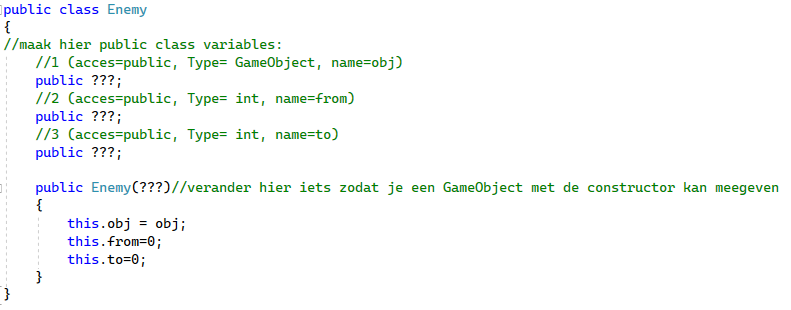 public class Enemy
{
//maak hier public class variables:
//1 (acces=public, Type= GameObject, name=obj)
public ???;
//2 (acces=public, Type= int, name=from)
public ???;
//3 (acces=public, Type= int, name=to)
public ???;
public Enemy(???)//verander hier iets zodat je een GameObject met de constructor kan meegeven
{
this.obj = obj;
this.from=0;
this.to=0;
}
}